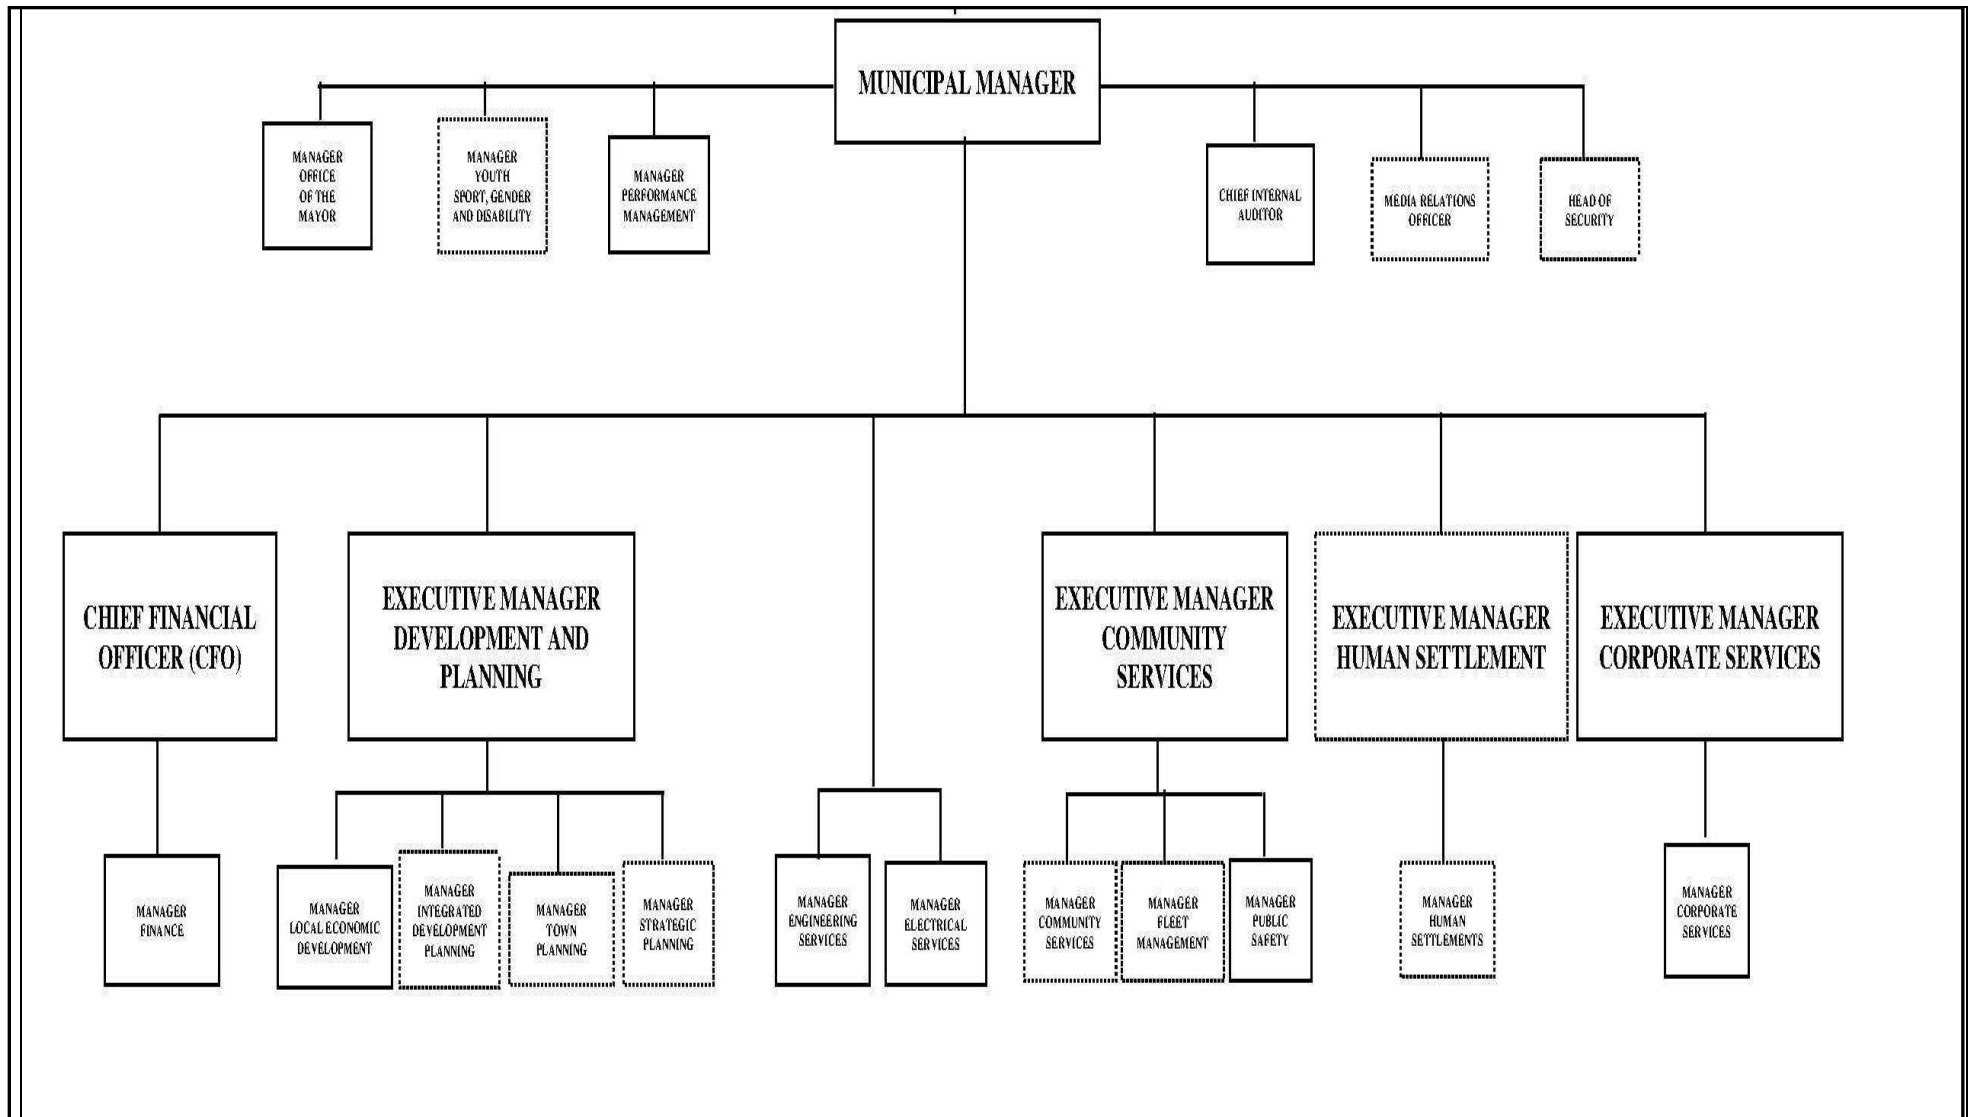 MUNICIPAL MANAGER
MANAGER
OFFICE
OF THE
MAYOR
MANAGER
YOUTH
SPORT, GENDER
AND DISABILITY
MANAGER
PERFORMANCE
MANAGEMENT
CHIEF INTERNAL
AUDITOR
MEDIA RELATIONS
OFFICER
HEAD OF
SECURITY
CHIEF FINANCIAL
OFFICER (CFO)
EXECUTIVE MANAGER
DEVELOPMENT AND
PLANNING
EXECUTIVE MANAGER
COMMUNITY
SERVICES
EXECUTIVE MANAGER
HUMAN SETTLEMENT
EXECUTIVE MANAGER
CORPORATE SERVICES
MANAGER
FINANCE
MANAGER
LOCAL ECONOMIC
DEVELOPMENT
MANAGER
INTEGRATED
DEVELOPMENT
PLANNING
MANAGER
TOWN
PLANNING
MANAGER
STRATEGIC
PLANNING
MANAGER
ENGINEERING
SERVICES
MANAGER
ELECTRICAL
SERVICES
MANAGER
COMMUNITY
SERVICES
MANAGER
FLEET
MANAGEMENT
MANAGER
PUBLIC
SAFETY
MANAGER
HUMAN
SETTLEMENTS
MANAGER
CORPORATE
SERVICES